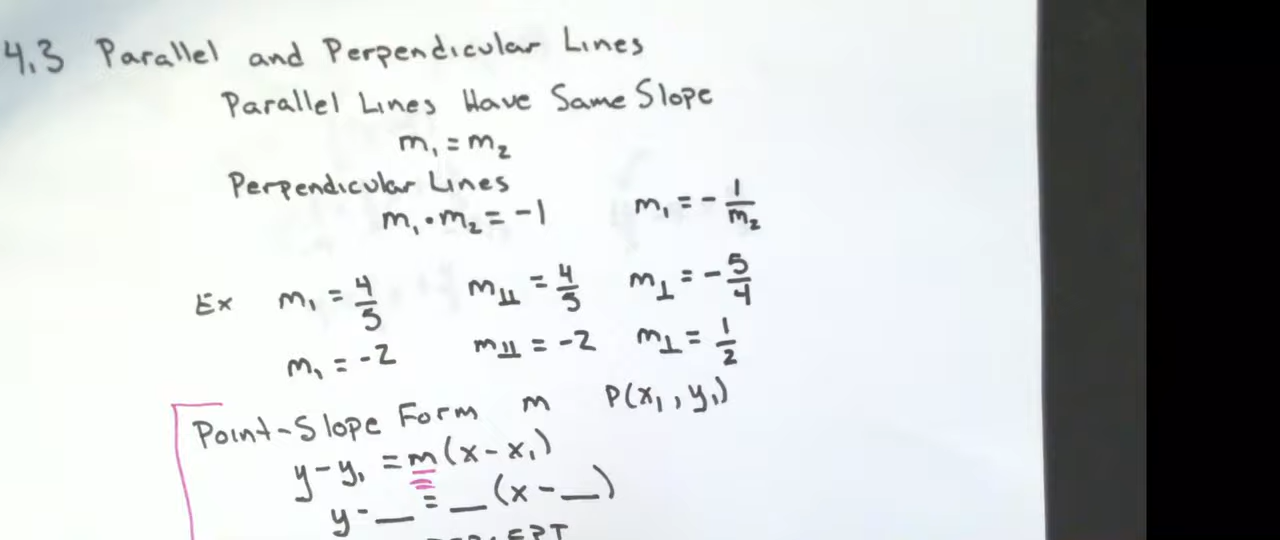 4.3 Parallel and Perpendicular Lines
Parallel Lines Have Same Slope
m₁ = m₂
Perpendicular Lines
m₁ · m₂ = -1 m₁ = - 1/m₂
Ex m₁ = 4/5 m∥ = 4/5 m⊥ = - 5/4
m₁ = -2 m∥ = -2 m⊥ = 1/2
Point-Slope Form m P(x₁, y₁)
y - y₁ = m(x - x₁)
y - __ = __ (x - __)